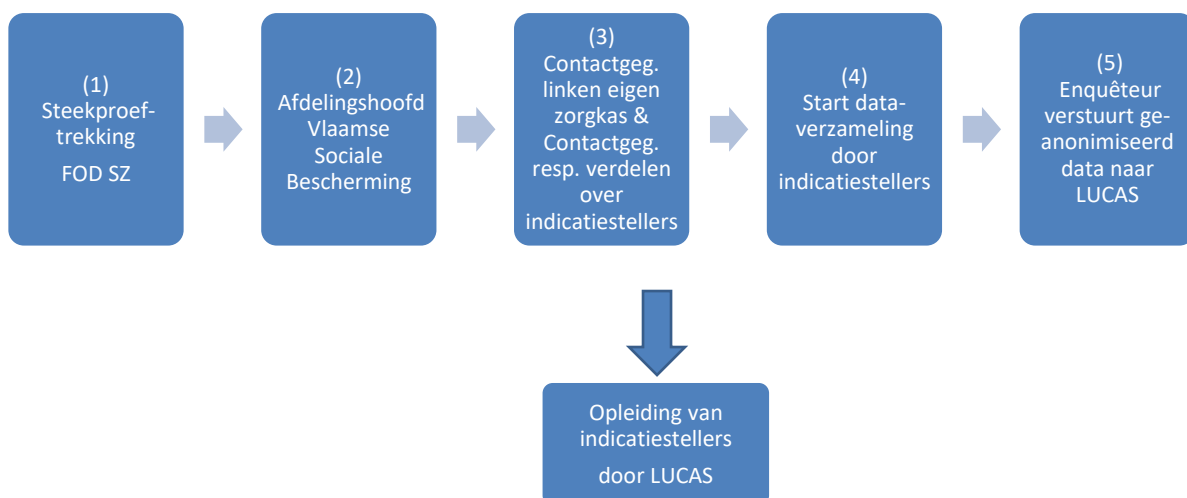 (1)
Steekproef-
trekking
FOD SZ
(2)
Afdelingshoofd
Vlaamse
Sociale
Bescherming
(3)
Contactgeg.
linken eigen
zorgkas &
Contactgeg.
resp. verdelen
over
indicatiestellers
(4)
Start data-
verzameling
door
indicatiestellers
(5)
Enquêteur
verstuurt ge-
anonimiseerd
data naar
LUCAS
Opleiding van
indicatiestellers
door LUCAS